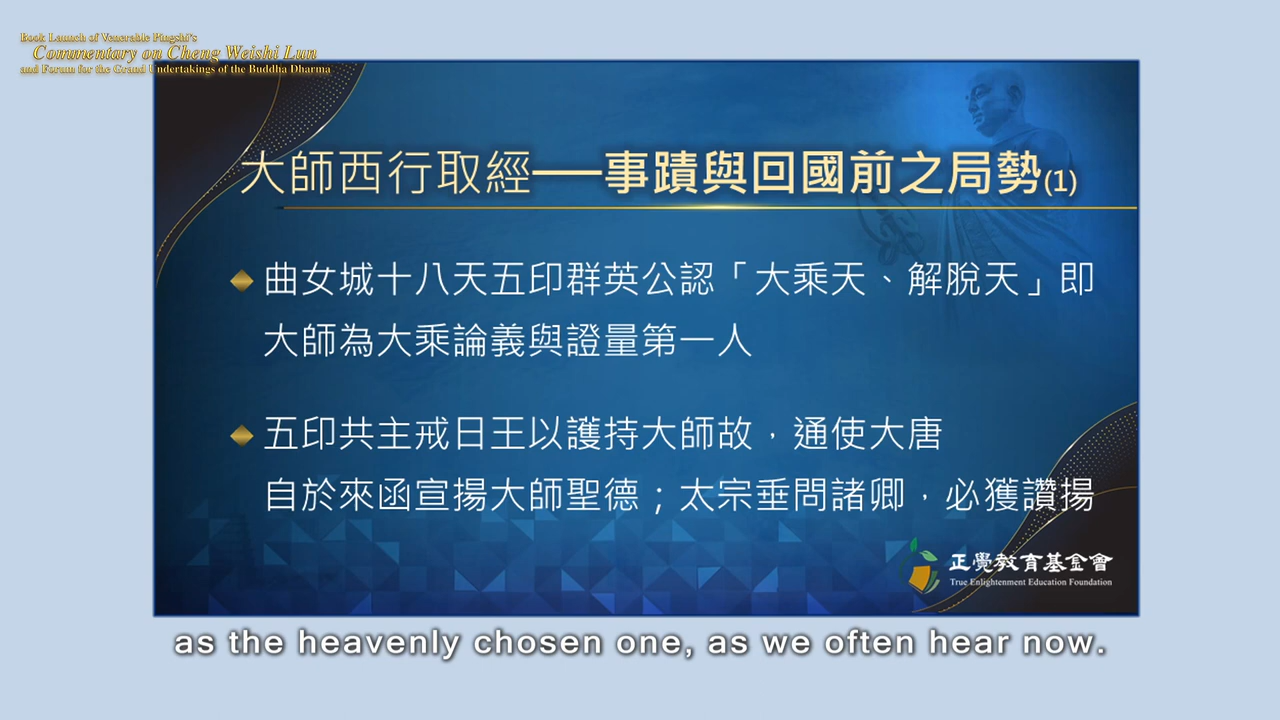 Book Launch of Venerable Pingshi's
Commentary on Cheng Weishi Lun
and Forum for the Grand Undertakings of the Buddha Dharma
大師西行取經──事蹟與回國前之局勢(1)
曲女城十八天五印群英公認「大乘天、解脫天」即
大師為大乘論義與證量第一人
五印共主戒日王以護持大師故，通使大唐
自於來函宣揚大師聖德；太宗垂問諸卿，必獲讚揚
正覺教育基金會
True Enlightenment Education Foundation
as the heavenly chosen one, as we often hear now.